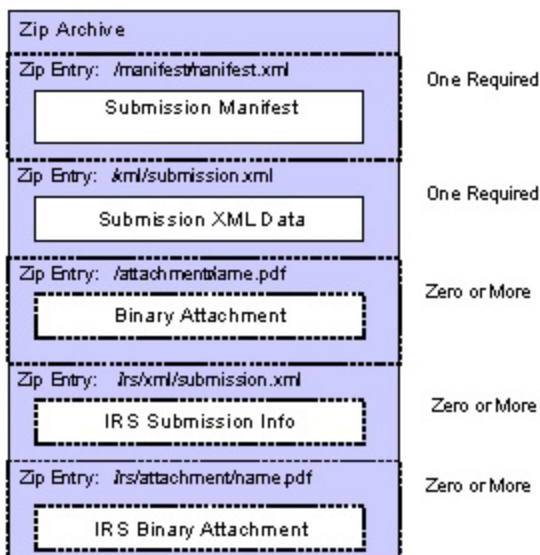 Zip Archive
Zip Entry: /manifest/manifest.xml
One Required
Submission Manifest
Zip Entry: /xml/submission.xml
One Required
Submission XML Data
Zip Entry: /attachment/name.pdf
Zero or More
Binary Attachment
Zip Entry: /irs/xml/submission.xml
Zero or More
IRS Submission Info
Zip Entry: /irs/attachment/name.pdf
Zero or More
IRS Binary Attachment